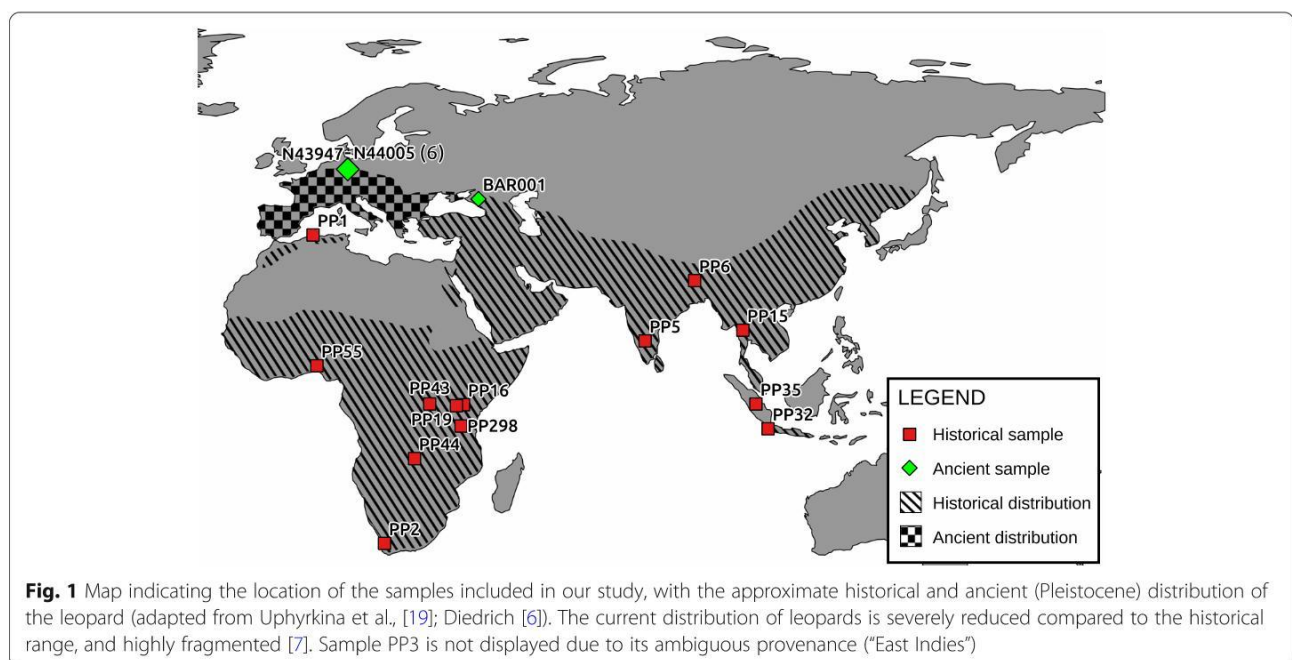 N43947-N44005 (6)
BAR001
PP1
PP6
PP5
PP15
PP55
PP43
PP16
PP35
PP19
PP298
PP32
PP44
PP2
LEGEND
Historical sample
Ancient sample
Historical distribution
Ancient distribution
Fig. 1 Map indicating the location of the samples included in our study, with the approximate historical and ancient (Pleistocene) distribution of
the leopard (adapted from Uphyrkina et al., [19]; Diedrich [6]). The current distribution of leopards is severely reduced compared to the historical
range, and highly fragmented [7]. Sample PP3 is not displayed due to its ambiguous provenance ("East Indies")